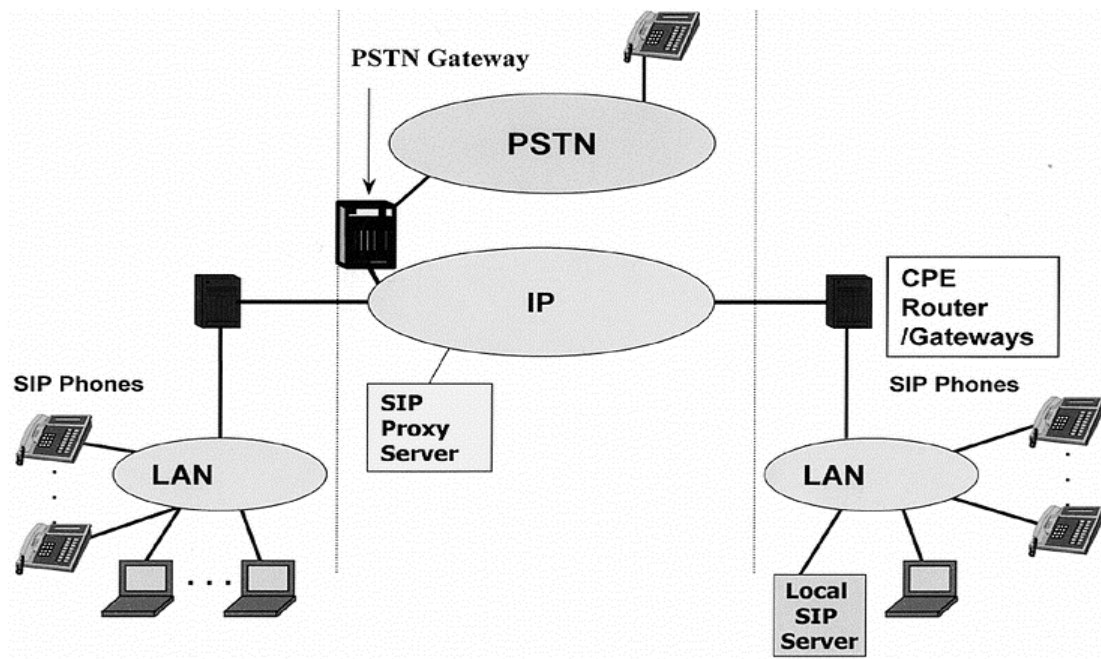 PSTN Gateway
PSTN
IP
CPE
Router
/Gateways
SIP Phones
SIP Phones
SIP
Proxy
Server
LAN
LAN
Local
SIP
Server